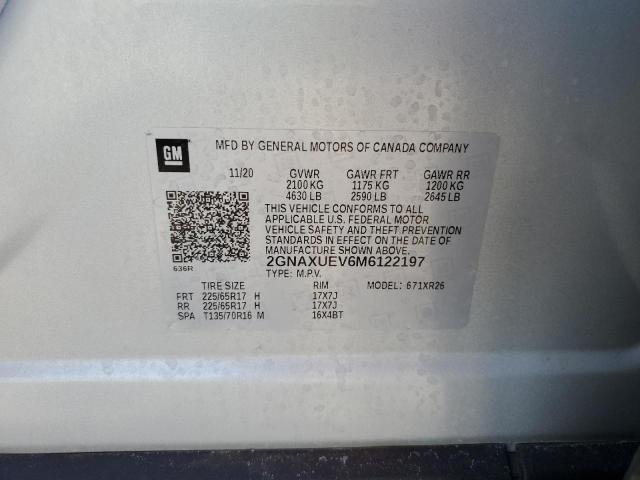 GM
MFD BY GENERAL MOTORS OF CANADA COMPANY
11/20 GVWR GAWR FRT GAWR RR
2100 KG 1175 KG 1200 KG
4630 LB 2590 LB 2645 LB
THIS VEHICLE CONFORMS TO ALL
APPLICABLE U.S. FEDERAL MOTOR
VEHICLE SAFETY AND THEFT PREVENTION
STANDARDS IN EFFECT ON THE DATE OF
MANUFACTURE SHOWN ABOVE.
2GNAXUEV6M6122197
636R
TYPE: M.P.V.
TIRE SIZE RIM MODEL: 671XR26
FRT 225/65R17 H 17X7J
RR 225/65R17 H 17X7J
SPA T135/70R16 M 16X4BT